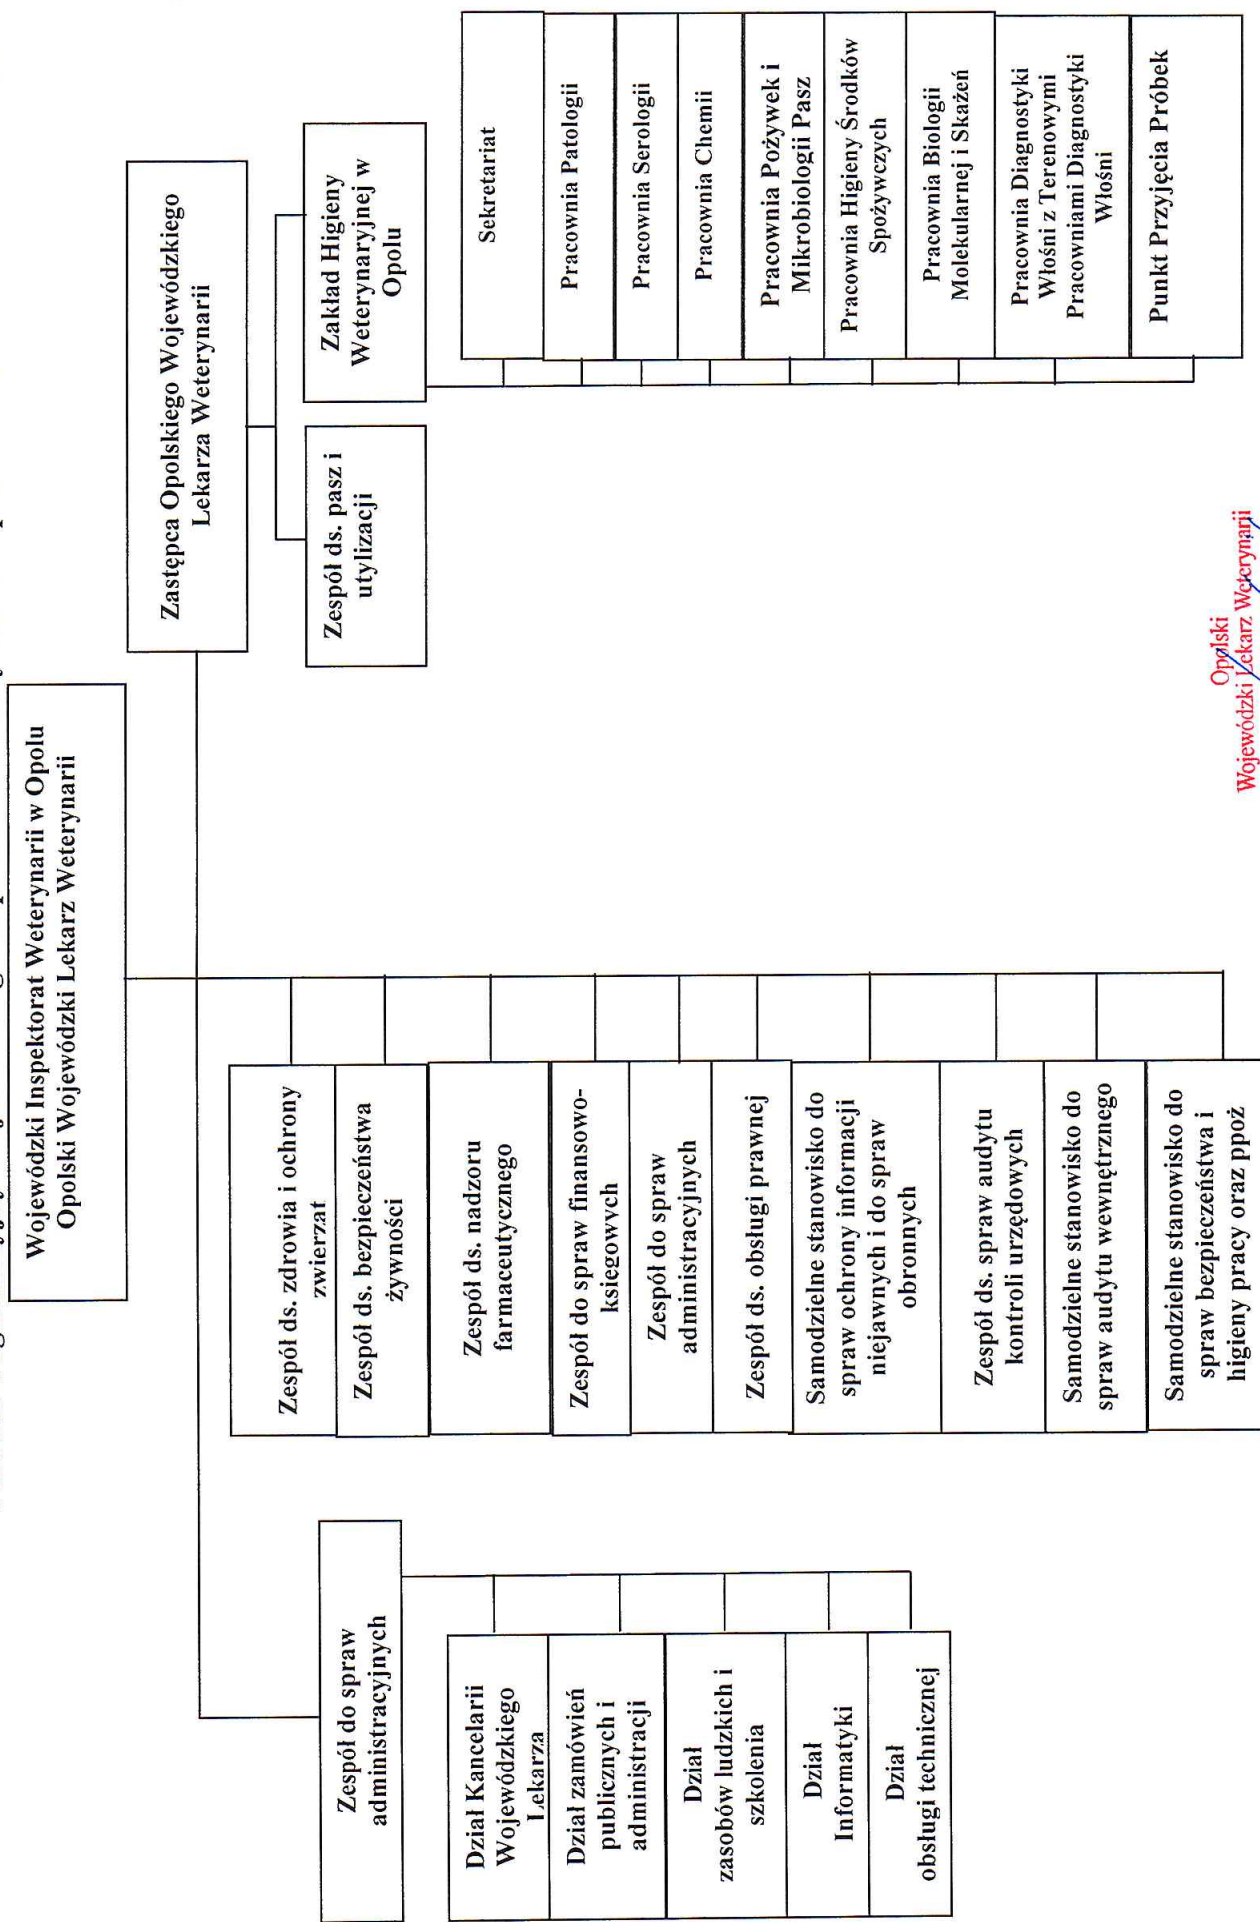 Wojewódzki Inspektorat Weterynarii w Opolu
Opolski Wojewódzki Lekarz Weterynarii
Zastępca Opolskiego Wojewódzkiego
Lekarza Weterynarii
Zespół do spraw
administracyjnych
Dział Kancelarii
Wojewódzkiego
Lekarza
Dział zamówień
publicznych i
administracji
Dział
zasobów ludzkich i
szkolenia
Dział
Informatyki
Dział
obsługi technicznej
Zespół ds. zdrowia i ochrony
zwierzat
Zespół ds. bezpieczeństwa
żywności
Zespół ds. nadzoru
farmaceutycznego
Zespół do spraw finansowo-
księgowych
Zespół do spraw
administracyjnych
Zespół ds. obsługi prawnej
Samodzielne stanowisko do
spraw ochrony informacji
niejawnych i do spraw
obronnych
Zespół ds. spraw audytu
kontroli urzędowych
Samodzielne stanowisko do
spraw audytu wewnętrznego
Samodzielne stanowisko do
spraw bezpieczeństwa i
higieny pracy oraz ppoż
Zespół ds. pasz i
utylizacji
Zakład Higieny
Weterynaryjnej w
Opolu
Sekretariat
Pracownia Patologii
Pracownia Serologii
Pracownia Chemii
Pracownia Pożywek i
Mikrobiologii Pasz
Pracownia Higieny Środków
Spożywczych
Pracownia Biologii
Molekularnej i Skażeń
Pracownia Diagnostyki
Włośni z Terenowymi
Pracowniami Diagnostyki
Włośni
Punkt Przyjęcia Próbek
Opolski
Wojewódzki Lekarz Weterynarii